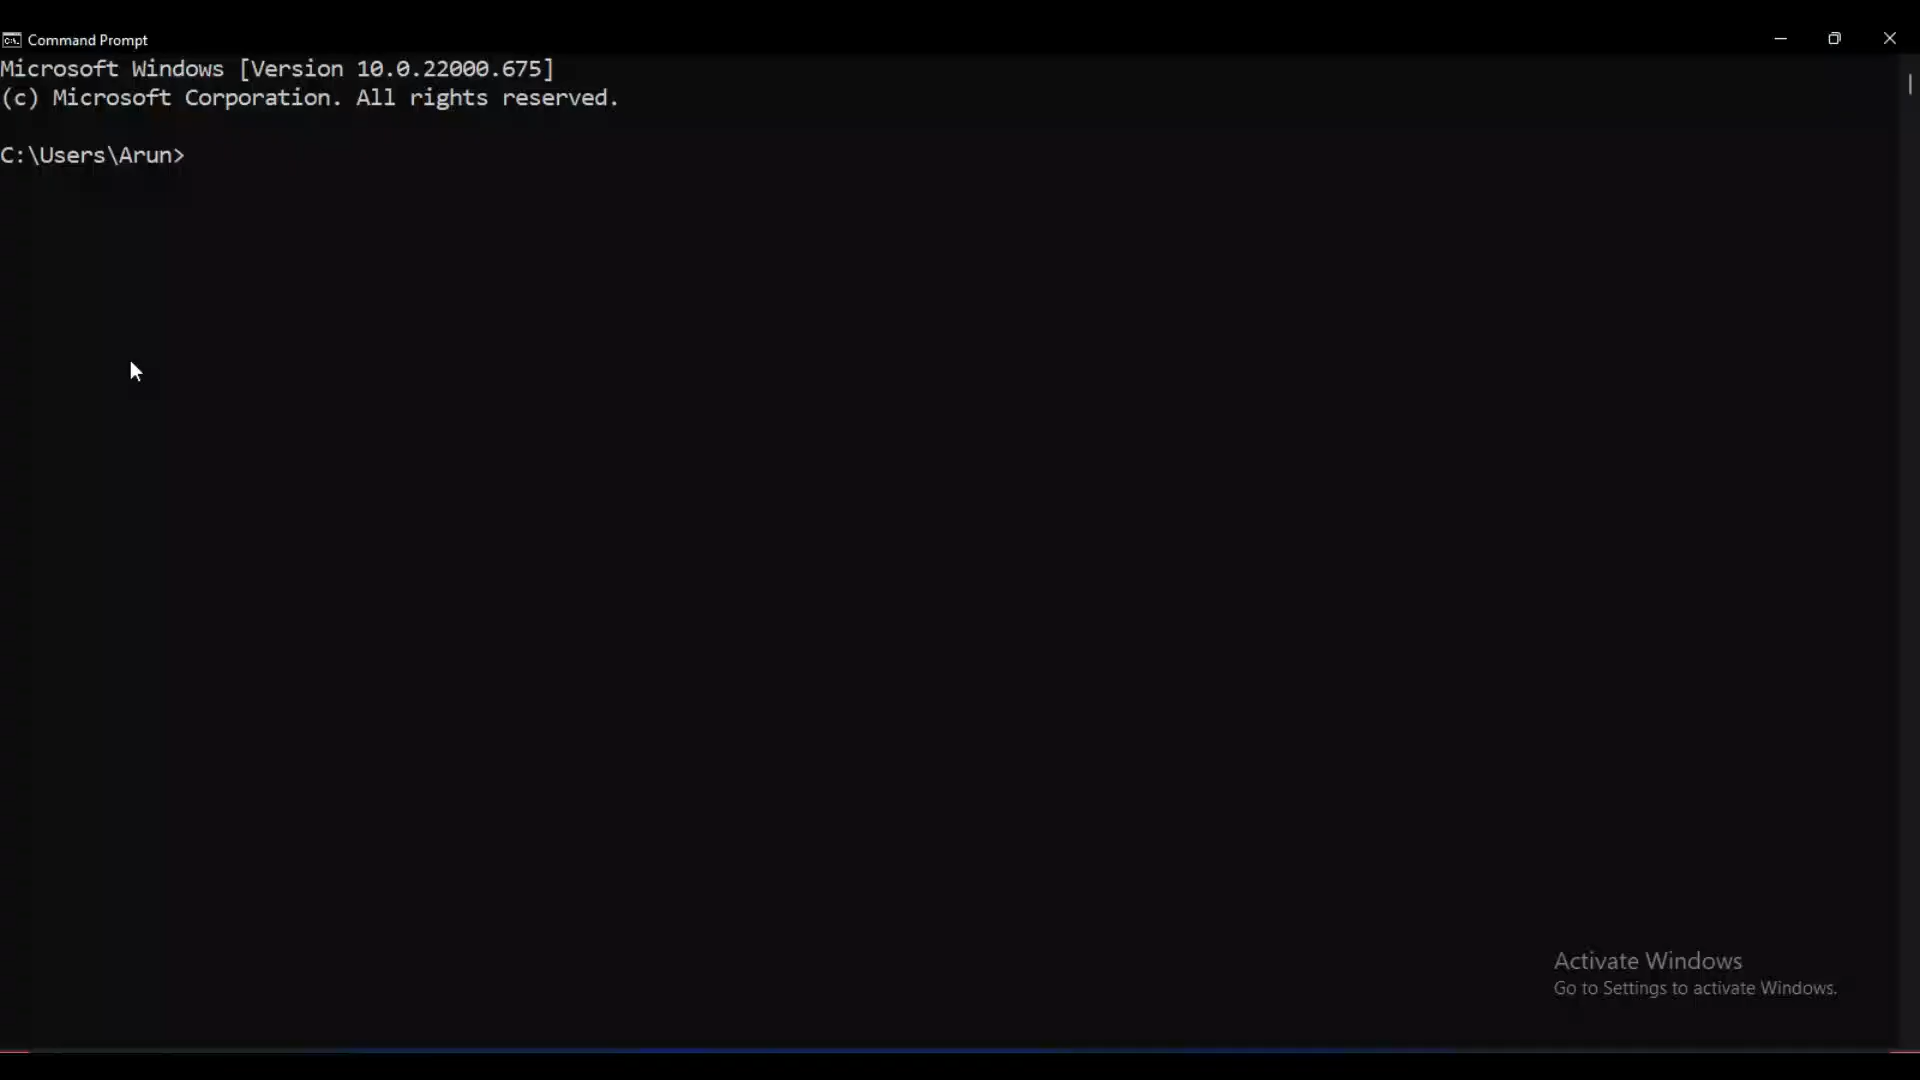 Command Prompt
Microsoft Windows [Version 10.0.22000.675]
(c) Microsoft Corporation. All rights reserved.
C:\Users\Arun>
Activate Windows
Go to Settings to activate Windows.